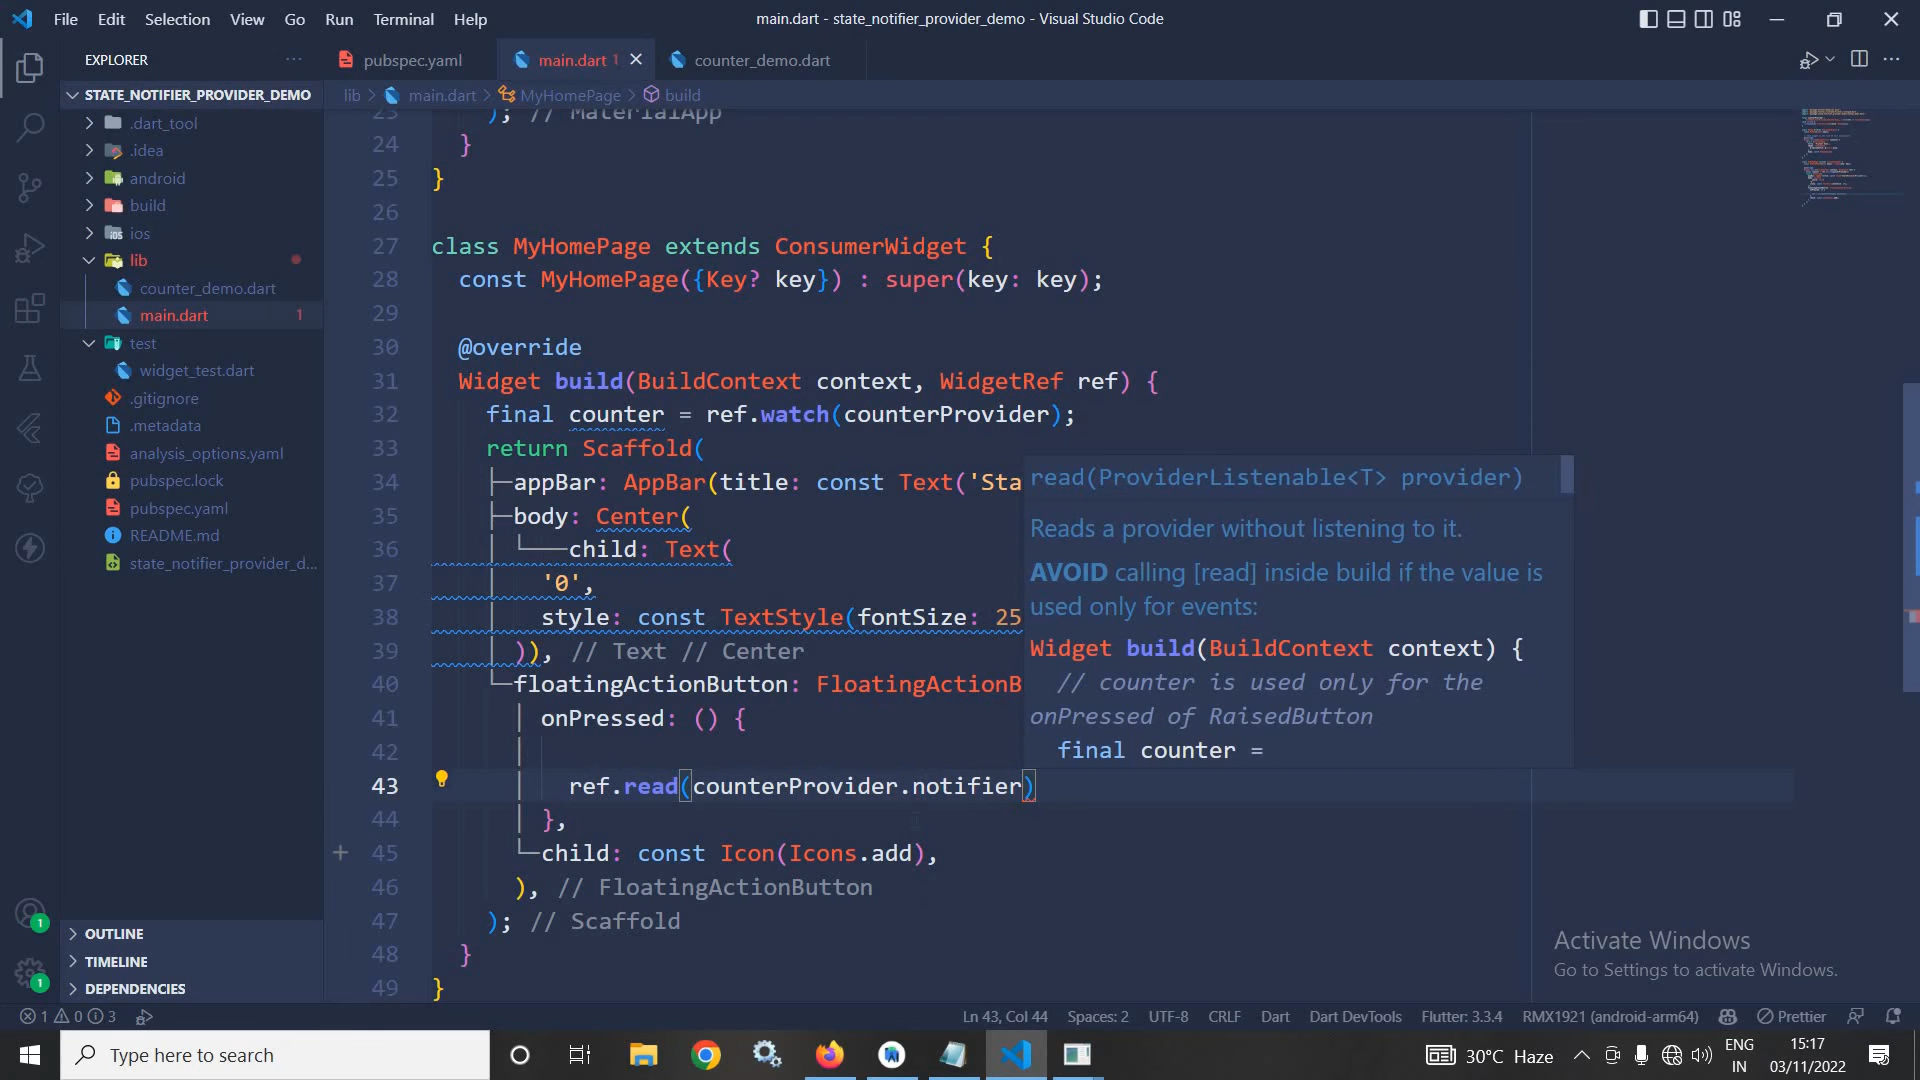 File Edit Selection View Go Run Terminal Help
main.dart - state_notifier_provider_demo - Visual Studio Code
EXPLORER
pubspec.yaml
main.dart 1
counter_demo.dart
STATE_NOTIFIER_PROVIDER_DEMO
lib > main.dart > MyHomePage > build
.dart_tool
.idea
android
build
ios
lib
counter_demo.dart
main.dart 1
test
widget_test.dart
.gitignore
.metadata
analysis_options.yaml
pubspec.lock
pubspec.yaml
README.md
state_notifier_provider_d...
OUTLINE
TIMELINE
DEPENDENCIES
23 ); // MaterialApp
24 }
25 }
26
27 class MyHomePage extends ConsumerWidget {
28 const MyHomePage({Key? key}) : super(key: key);
29
30 @override
31 Widget build(BuildContext context, WidgetRef ref) {
32 final counter = ref.watch(counterProvider);
33 return Scaffold(
34 appBar: AppBar(title: const Text('Sta
35 body: Center(
36 child: Text(
37 '0',
38 style: const TextStyle(fontSize: 25
39 )), // Text // Center
40 floatingActionButton: FloatingActionB
41 onPressed: () {
42
43 ref.read(counterProvider.notifier)
44 },
45 child: const Icon(Icons.add),
46 ), // FloatingActionButton
47 ); // Scaffold
48 }
49 }
read(ProviderListenable<T> provider)
Reads a provider without listening to it.
AVOID calling [read] inside build if the value is
used only for events:
Widget build(BuildContext context) {
// counter is used only for the
onPressed of RaisedButton
final counter =
Activate Windows
Go to Settings to activate Windows.
1 0 3
Ln 43, Col 44 Spaces: 2 UTF-8 CRLF Dart Dart DevTools Flutter: 3.3.4 RMX1921 (android-arm64) Prettier
1
1
Type here to search
30°C Haze
ENG
IN
15:17
03/11/2022